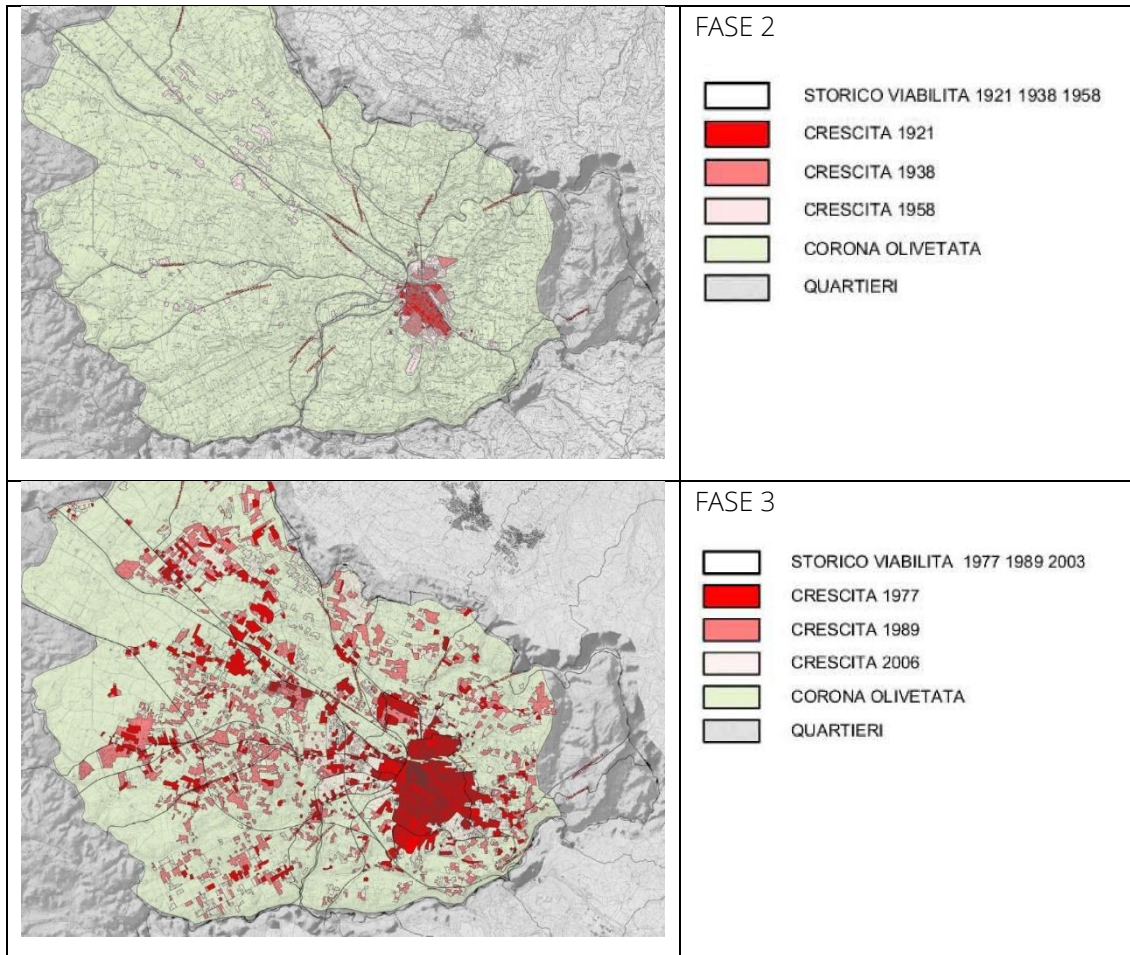 FASE 2
STORICO VIABILITA 1921 1938 1958
CRESCITA 1921
CRESCITA 1938
CRESCITA 1958
CORONA OLIVETATA
QUARTIERI
FASE 3
STORICO VIABILITA 1977 1989 2003
CRESCITA 1977
CRESCITA 1989
CRESCITA 2006
CORONA OLIVETATA
QUARTIERI